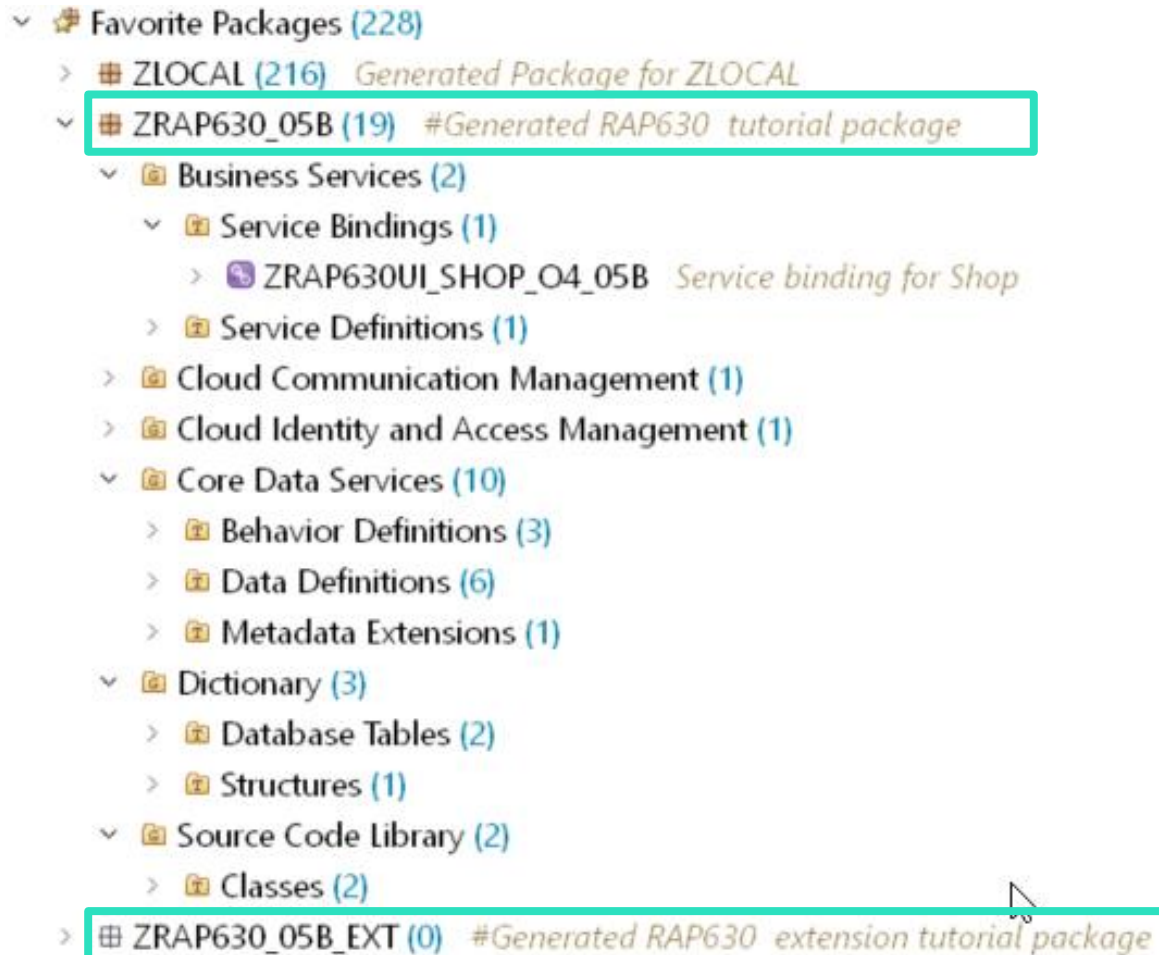 Favorite Packages (228)
ZLOCAL (216) Generated Package for ZLOCAL
ZRAP630_05B (19) #Generated RAP630 tutorial package
Business Services (2)
Service Bindings (1)
ZRAP630UI_SHOP_O4_05B Service binding for Shop
Service Definitions (1)
Cloud Communication Management (1)
Cloud Identity and Access Management (1)
Core Data Services (10)
Behavior Definitions (3)
Data Definitions (6)
Metadata Extensions (1)
Dictionary (3)
Database Tables (2)
Structures (1)
Source Code Library (2)
Classes (2)
ZRAP630_05B_EXT (0) #Generated RAP630 extension tutorial package